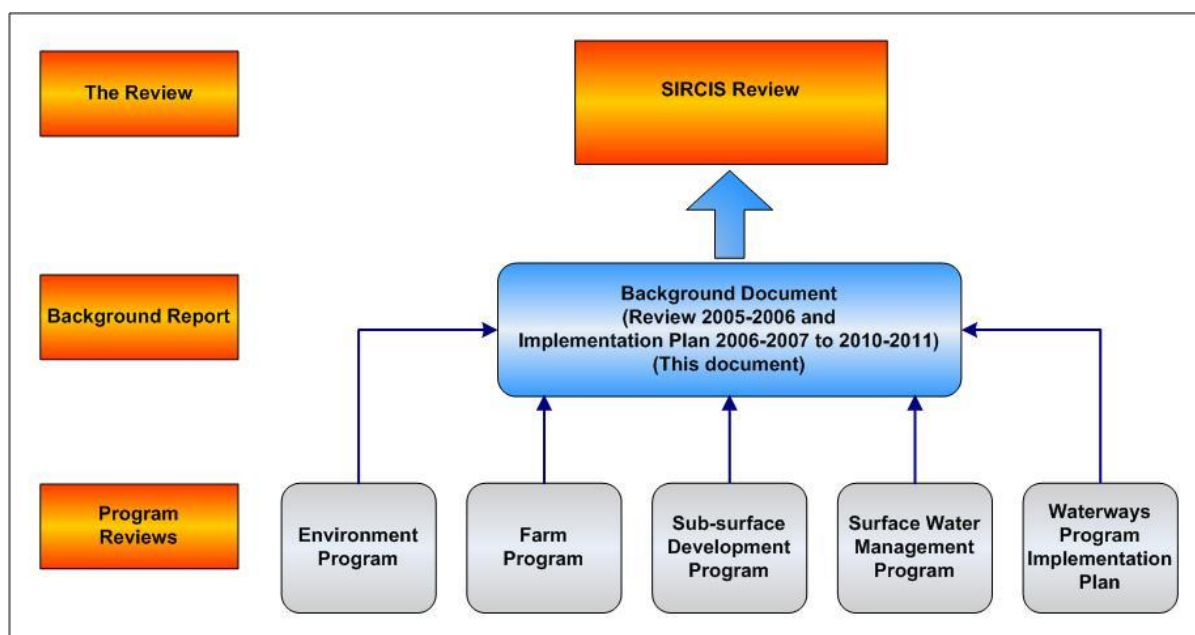 The Review
SIRCIS Review
Background Report
Background Document
(Review 2005-2006 and
Implementation Plan 2006-2007 to 2010-2011)
(This document)
Program
Reviews
Environment
Program
Farm
Program
Sub-surface
Development
Program
Surface Water
Management
Program
Waterways
Program
Implementation
Plan